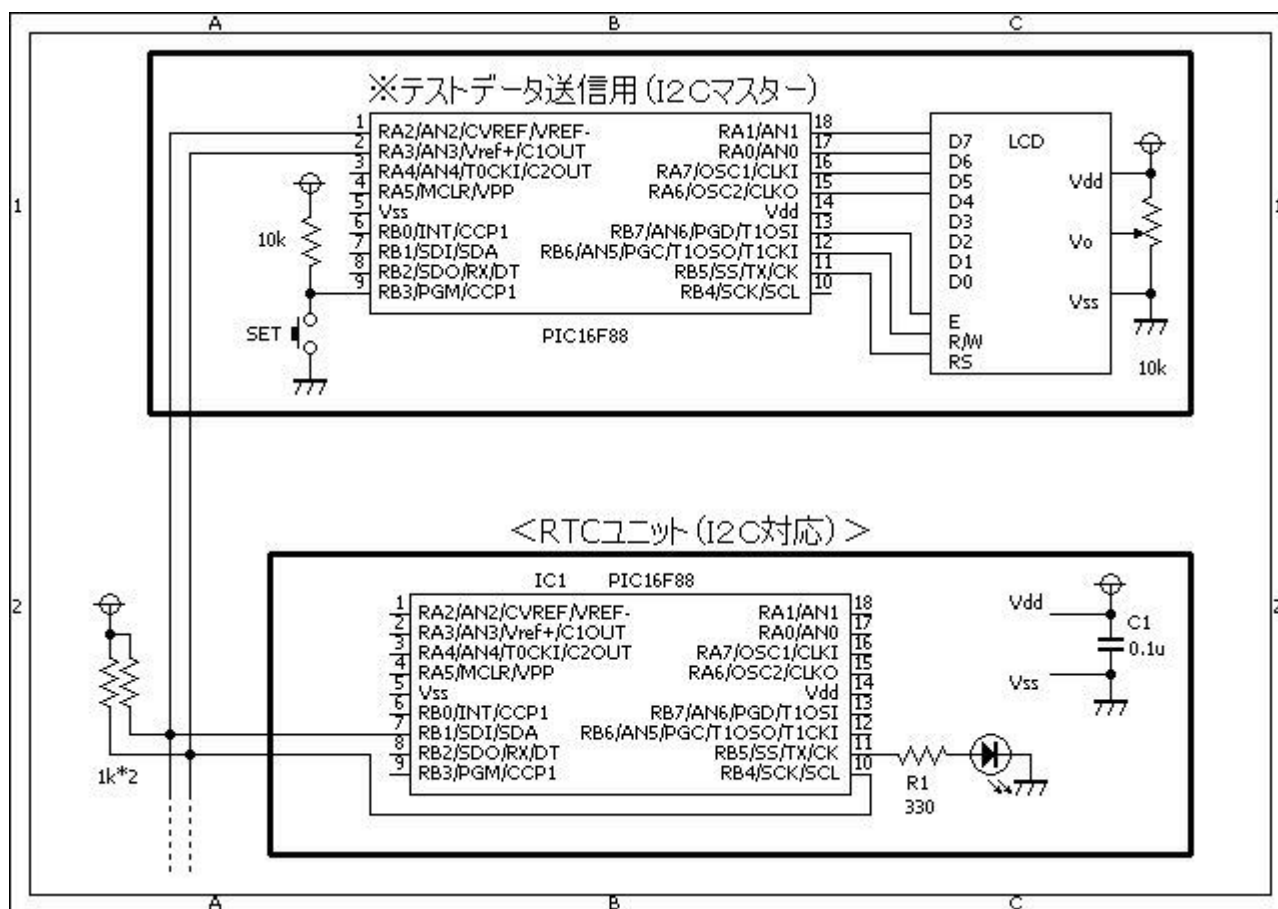 A B C
※テストデータ送信用(I2Cマスター)
1 RA2/AN2/CVREF/VREF- RA1/AN1 18
2 RA3/AN3/Vref+/C1OUT RA0/AN0 17
3 RA4/AN4/T0CKI/C2OUT RA7/OSC1/CLKI 16
4 RA5/MCLR/VPP RA6/OSC2/CLKO 15
5 Vss Vdd 14
6 RB0/INT/CCP1 RB7/AN6/PGD/T1OSI 13
7 RB1/SDI/SDA RB6/AN5/PGC/T1OSO/T1CKI 12
8 RB2/SDO/RX/DT RB5/SS/TX/CK 11
9 RB3/PGM/CCP1 RB4/SCK/SCL 10
PIC16F88
10k
SET
LCD
D7
D6
D5
D4
D3
D2
D1
D0
E
R/W
RS
Vdd
Vo
Vss
10k
1 1
<RTCユニット(I2C対応)>
IC1 PIC16F88
1 RA2/AN2/CVREF/VREF- RA1/AN1 18
2 RA3/AN3/Vref+/C1OUT RA0/AN0 17
3 RA4/AN4/T0CKI/C2OUT RA7/OSC1/CLKI 16
4 RA5/MCLR/VPP RA6/OSC2/CLKO 15
5 Vss Vdd 14
6 RB0/INT/CCP1 RB7/AN6/PGD/T1OSI 13
7 RB1/SDI/SDA RB6/AN5/PGC/T1OSO/T1CKI 12
8 RB2/SDO/RX/DT RB5/SS/TX/CK 11
9 RB3/PGM/CCP1 RB4/SCK/SCL 10
Vdd
C1
0.1u
Vss
R1
330
1k*2
2 2
A B C